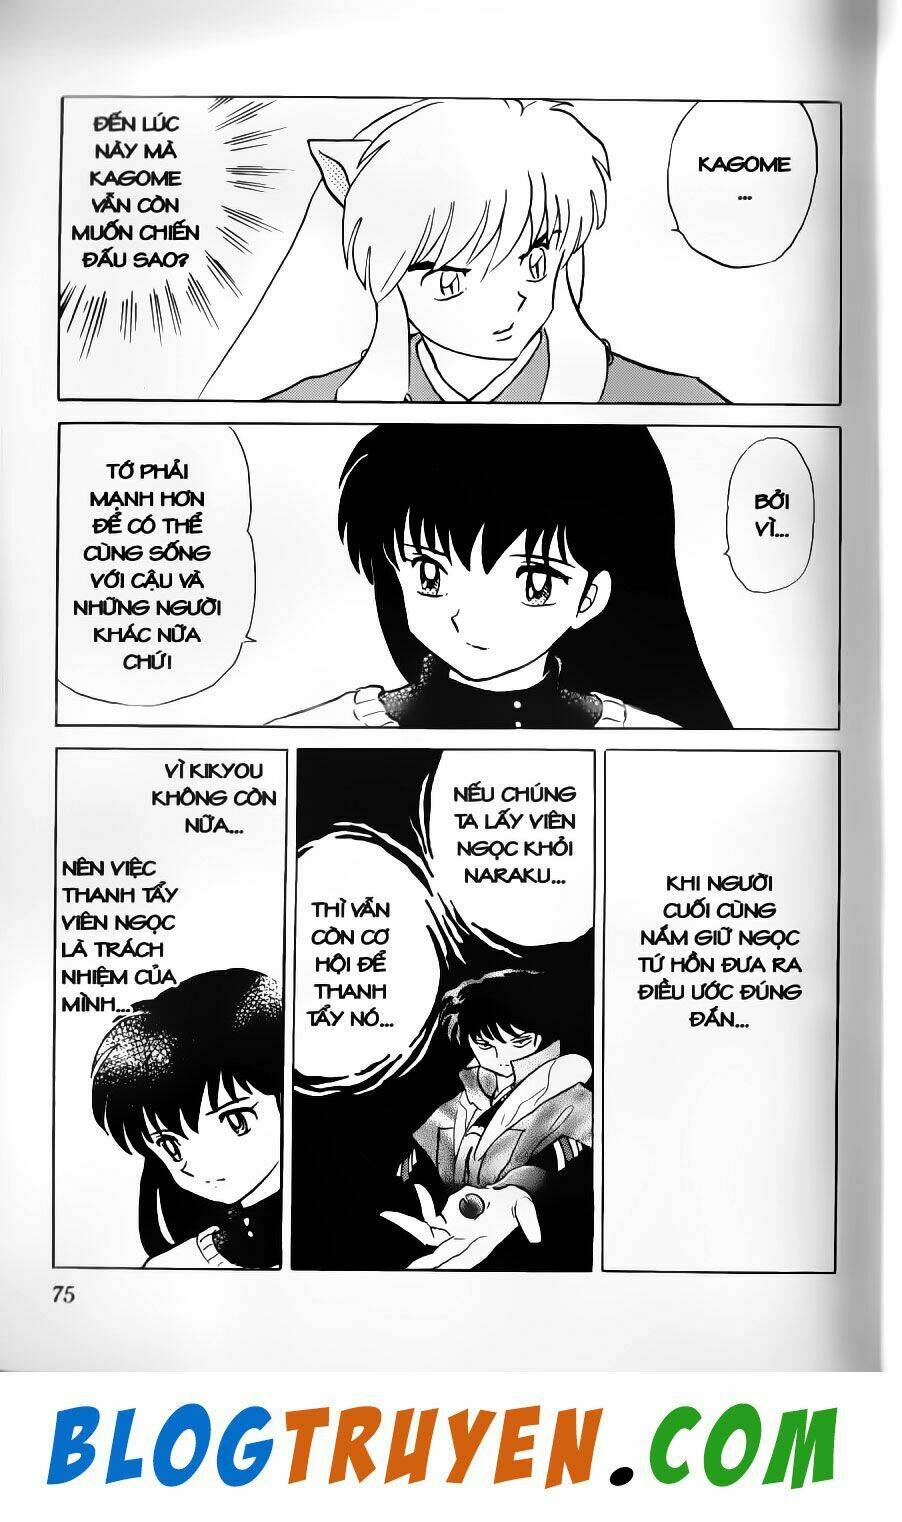 KAGOME
...
ĐẾN LÚC
NÀY MÀ
KAGOME
VẪN CÒN
MUỐN CHIẾN
ĐẤU SAO?
BỞI
VÌ...
TỚ PHẢI
MẠNH HƠN
ĐỂ CÓ THỂ
CÙNG SỐNG
VỚI CẬU VÀ
NHỮNG NGƯỜI
KHÁC NỮA
CHỨ!
KHI NGƯỜI
CUỐI CÙNG
NẮM GIỮ NGỌC
TỨ HỒN ĐƯA RA
ĐIỀU ƯỚC ĐÚNG
ĐẮN...
NẾU CHÚNG
TA LẤY VIÊN
NGỌC KHỎI
NARAKU...
THÌ VẪN
CÒN CƠ
HỘI ĐỂ
THANH
TẨY NÓ...
VÌ KIKYOU
KHÔNG CÒN
NỮA...
NÊN VIỆC
THANH TẨY
VIÊN NGỌC
LÀ TRÁCH
NHIỆM CỦA
MÌNH...
75
BLOGTRUYEN.COM